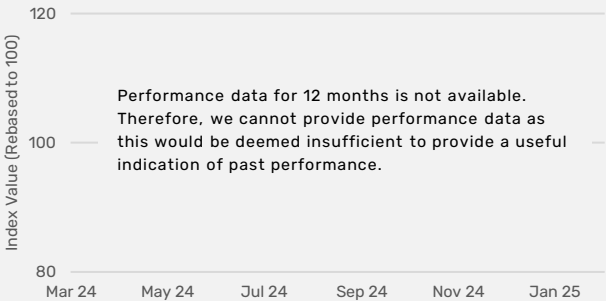 120
Index Value (Rebased to 100)
Performance data for 12 months is not available.
Therefore, we cannot provide performance data as
this would be deemed insufficient to provide a useful
indication of past performance.
100
80
Mar 24 May 24 Jul 24 Sep 24 Nov 24 Jan 25